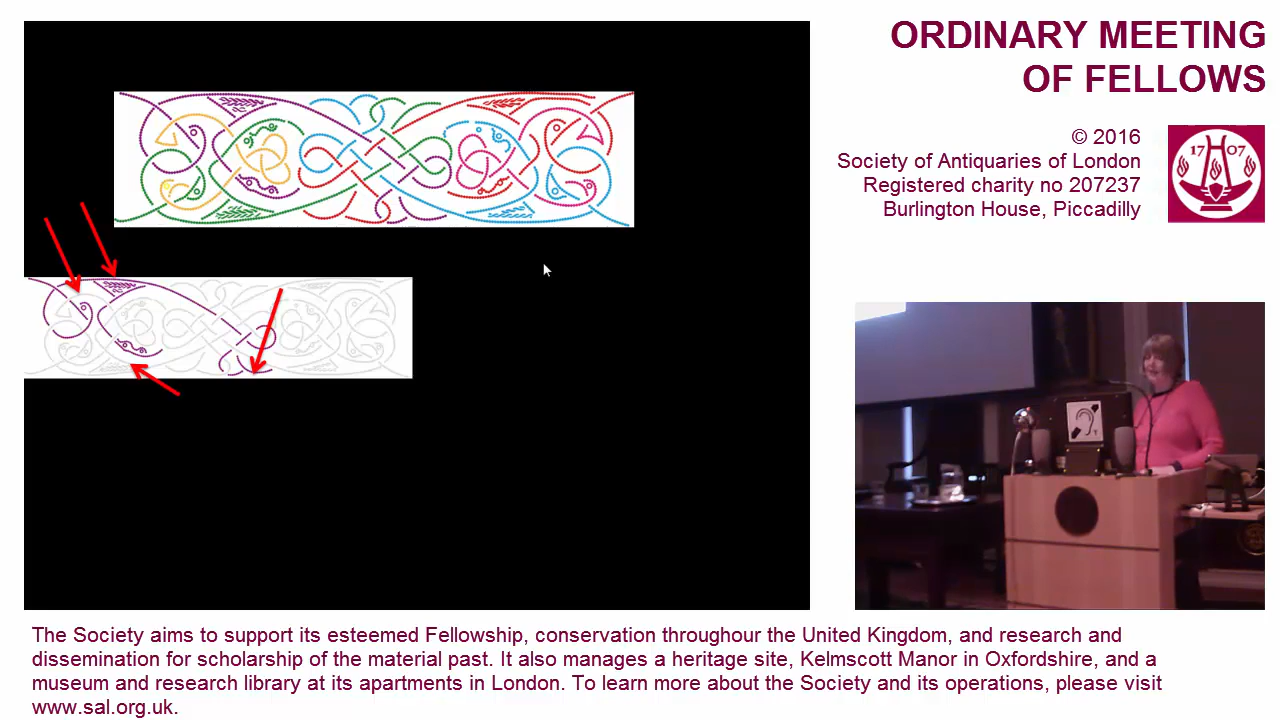 ORDINARY MEETING
OF FELLOWS
© 2016
Society of Antiquaries of London
Registered charity no 207237
Burlington House, Piccadilly
17 07
The Society aims to support its esteemed Fellowship, conservation throughour the United Kingdom, and research and
dissemination for scholarship of the material past. It also manages a heritage site, Kelmscott Manor in Oxfordshire, and a
museum and research library at its apartments in London. To learn more about the Society and its operations, please visit
www.sal.org.uk.